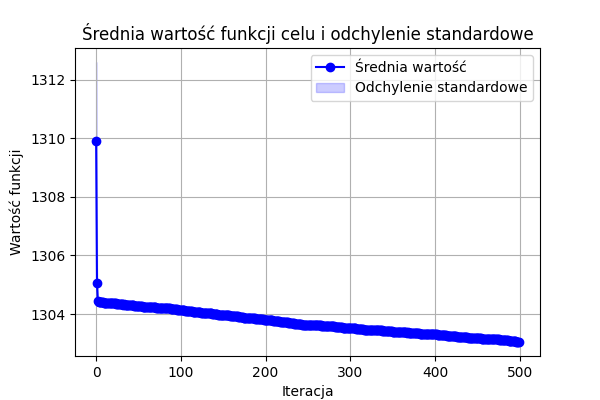 Średnia wartość funkcji celu i odchylenie standardowe
Średnia wartość
Odchylenie standardowe
Wartość funkcji
1312
1310
1308
1306
1304
0 100 200 300 400 500
Iteracja